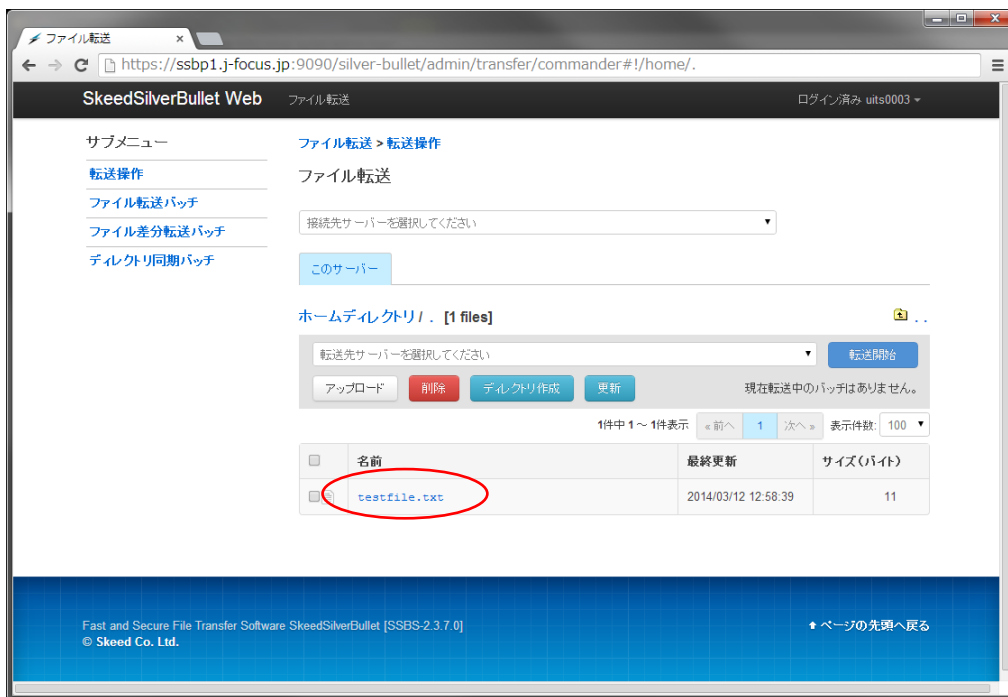 ファイル転送
https://ssbp1.j-focus.jp:9090/silver-bullet/admin/transfer/commander#!/home/.
SkeedSilverBullet Web ファイル転送 ログイン済み uits0003
サブメニュー
転送操作
ファイル転送バッチ
ファイル差分転送バッチ
ディレクトリ同期バッチ
ファイル転送 > 転送操作
ファイル転送
接続先サーバーを選択してください
このサーバー
ホームディレクトリ / . [1 files] ..
転送先サーバーを選択してください 転送開始
アップロード 削除 ディレクトリ作成 更新 現在転送中のバッチはありません。
1件中 1 ~ 1件表示 « 前へ 1 次へ » 表示件数: 100
名前 最終更新 サイズ(バイト)
testfile.txt 2014/03/12 12:58:39 11
Fast and Secure File Transfer Software SkeedSilverBullet [SSBS-2.3.7.0]
© Skeed Co. Ltd.
ページの先頭へ戻る